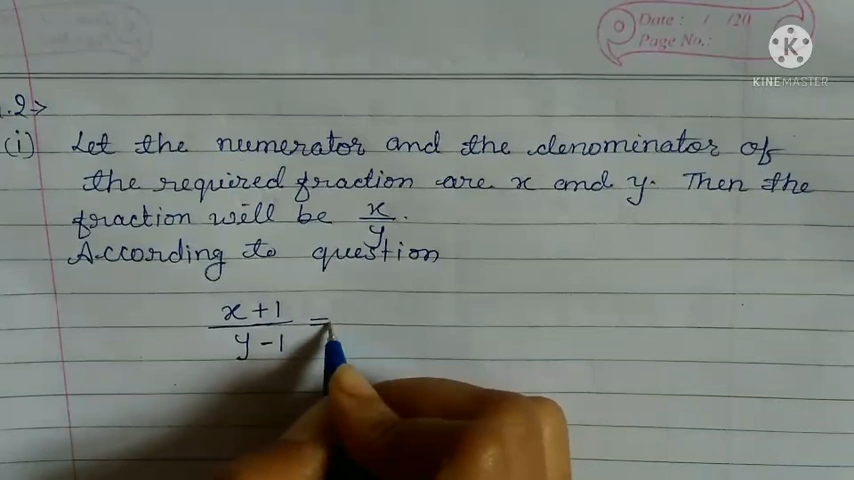 Date : / /20
Page No.:
K
KINEMASTER
.2→
(i) Let the numerator and the denominator of
the required fraction are x and y. Then the
fraction will be x/y.
According to question
(x+1)/(y-1) =